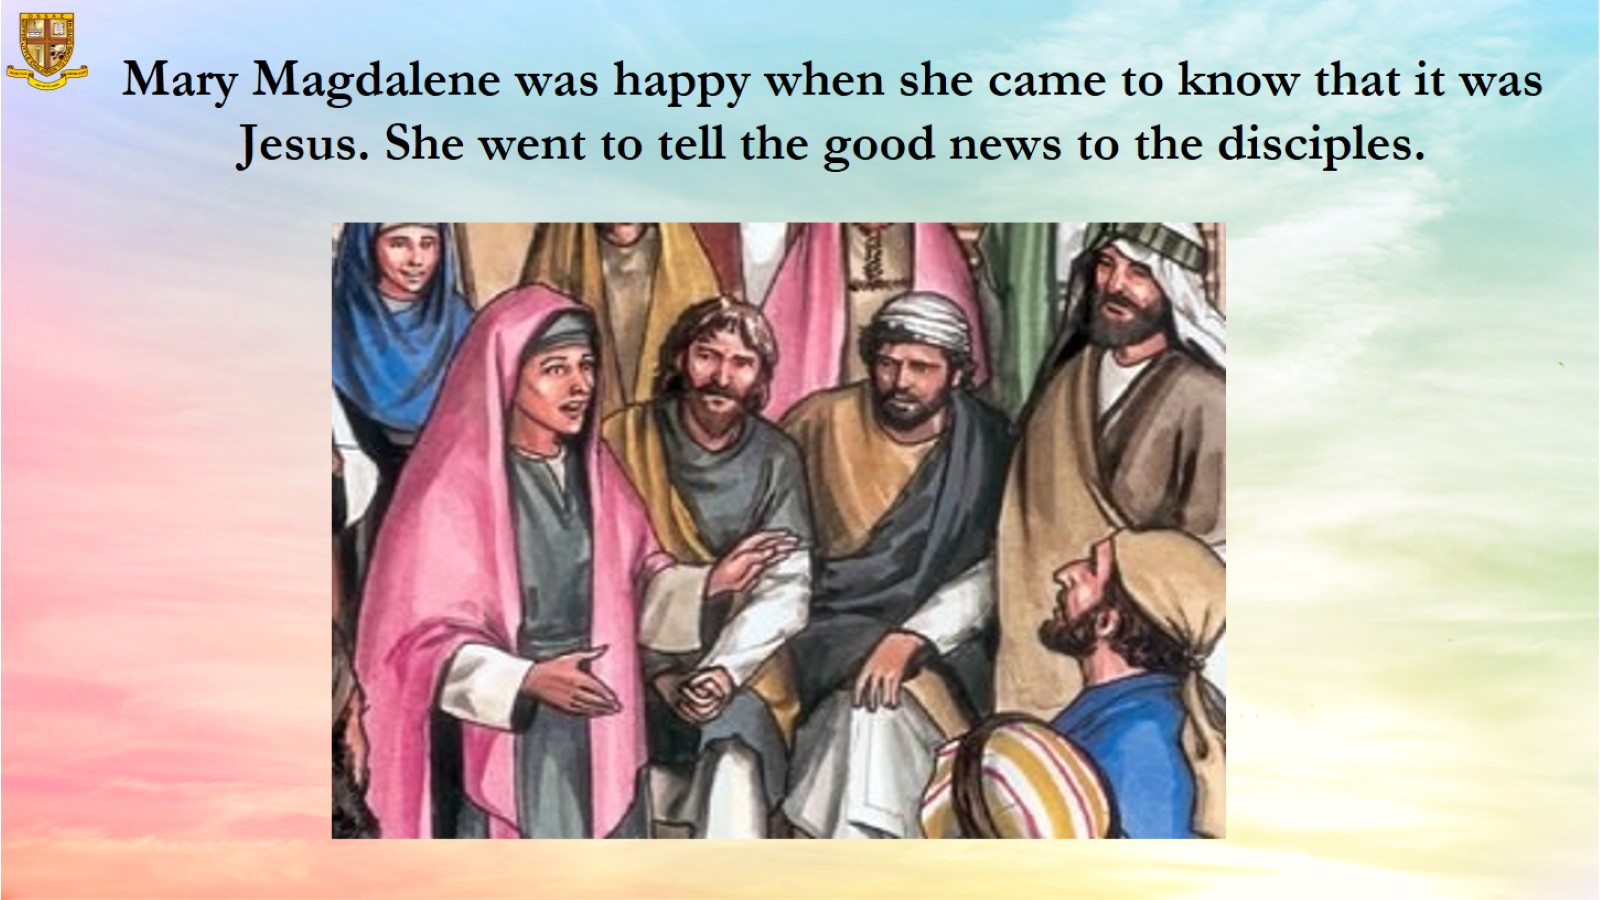 O S S A E
Mary Magdalene was happy when she came to know that it was
Jesus. She went to tell the good news to the disciples.